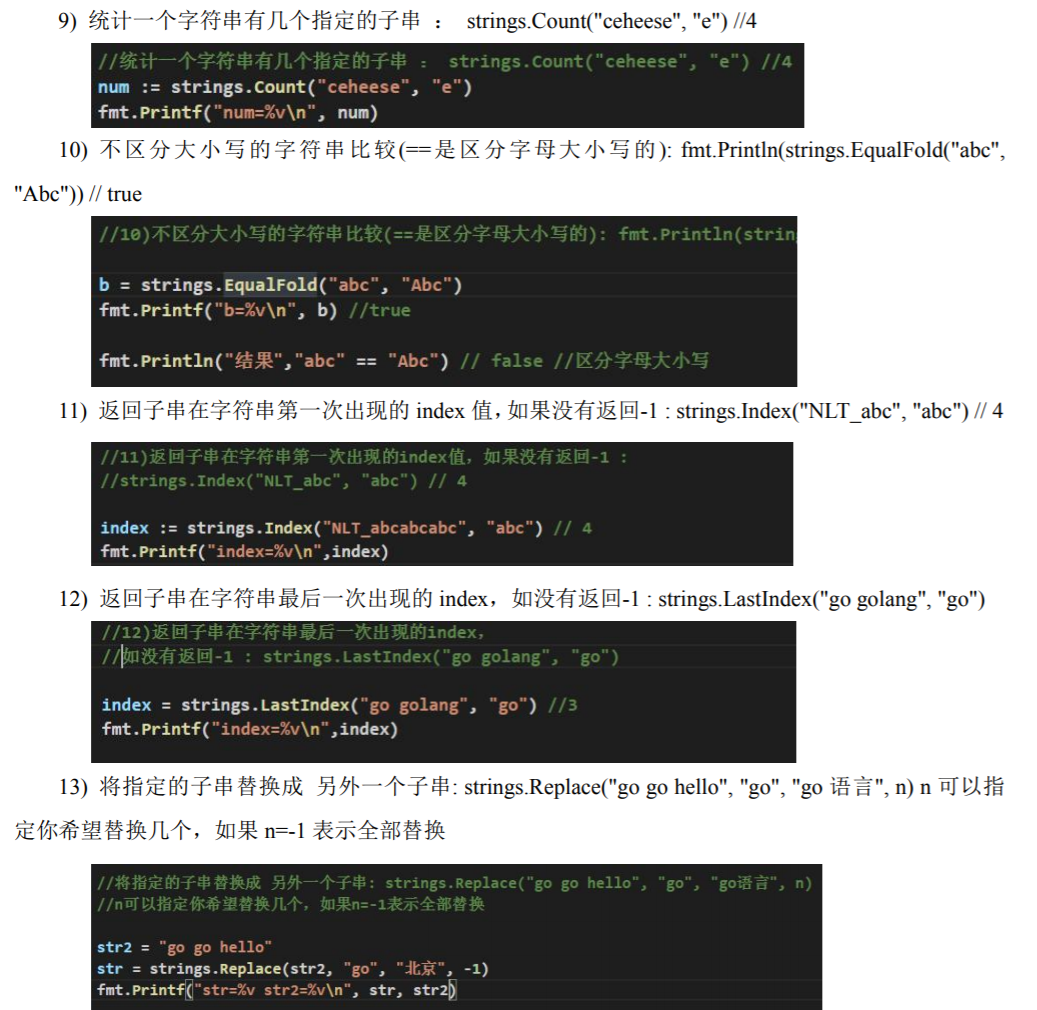 9) 统计一个字符串有几个指定的子串 ： strings.Count("ceheese", "e") //4
//统计一个字符串有几个指定的子串 ： strings.Count("ceheese", "e") //4
num := strings.Count("ceheese", "e")
fmt.Printf("num=%v\n", num)
10) 不区分大小写的字符串比较(==是区分字母大小写的): fmt.Println(strings.EqualFold("abc",
"Abc")) // true
//10)不区分大小写的字符串比较(==是区分字母大小写的): fmt.Println(strin
b = strings.EqualFold("abc", "Abc")
fmt.Printf("b=%v\n", b) //true
fmt.Println("结果","abc" == "Abc") // false //区分字母大小写
11) 返回子串在字符串第一次出现的 index 值，如果没有返回-1 : strings.Index("NLT_abc", "abc") // 4
//11)返回子串在字符串第一次出现的index值，如果没有返回-1 :
//strings.Index("NLT_abc", "abc") // 4
index := strings.Index("NLT_abcabcabc", "abc") // 4
fmt.Printf("index=%v\n",index)
12) 返回子串在字符串最后一次出现的 index，如没有返回-1 : strings.LastIndex("go golang", "go")
//12)返回子串在字符串最后一次出现的index，
//如没有返回-1 : strings.LastIndex("go golang", "go")
index = strings.LastIndex("go golang", "go") //3
fmt.Printf("index=%v\n",index)
13) 将指定的子串替换成 另外一个子串: strings.Replace("go go hello", "go", "go 语言", n) n 可以指
定你希望替换几个，如果 n=-1 表示全部替换
//将指定的子串替换成 另外一个子串: strings.Replace("go go hello", "go", "go语言", n)
//n可以指定你希望替换几个，如果n=-1表示全部替换
str2 = "go go hello"
str = strings.Replace(str2, "go", "北京", -1)
fmt.Printf("str=%v str2=%v\n", str, str2)